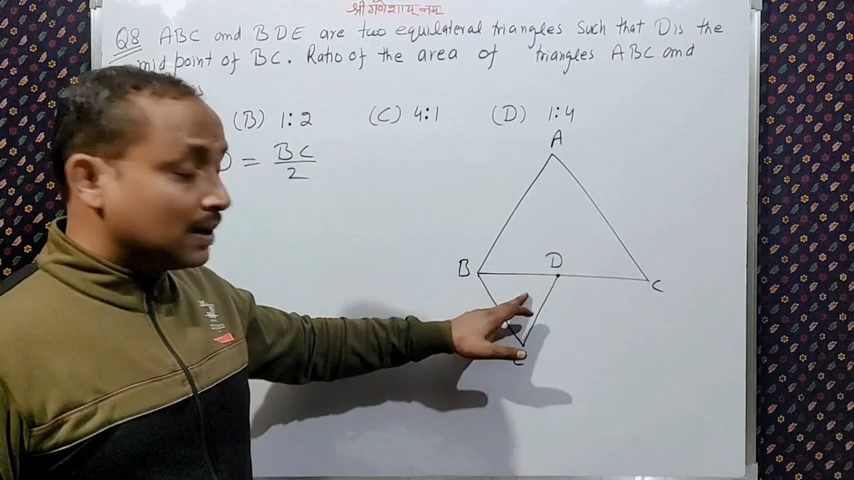 श्री गणेशाय नमः
Q8 ABC and BDE are two equilateral triangles such that D is the
mid point of BC. Ratio of the area of triangles ABC and
(B) 1:2 (C) 4:1 (D) 1:4
= BC/2
A
B D C